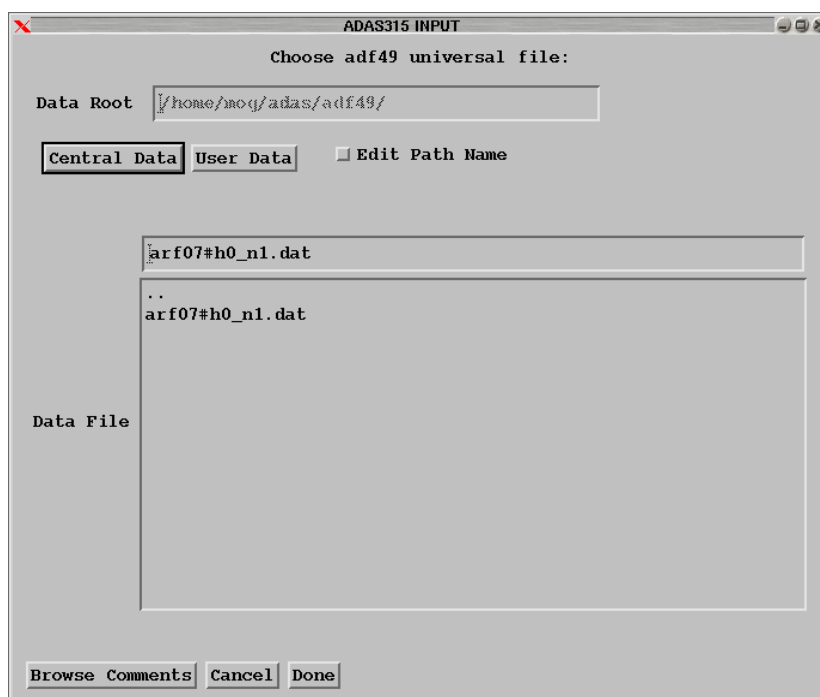 ADAS315 INPUT
Choose adf49 universal file:
Data Root /home/moq/adas/adf49/
Central Data User Data Edit Path Name
arf07#h0_n1.dat
..
arf07#h0_n1.dat
Data File
Browse Comments Cancel Done